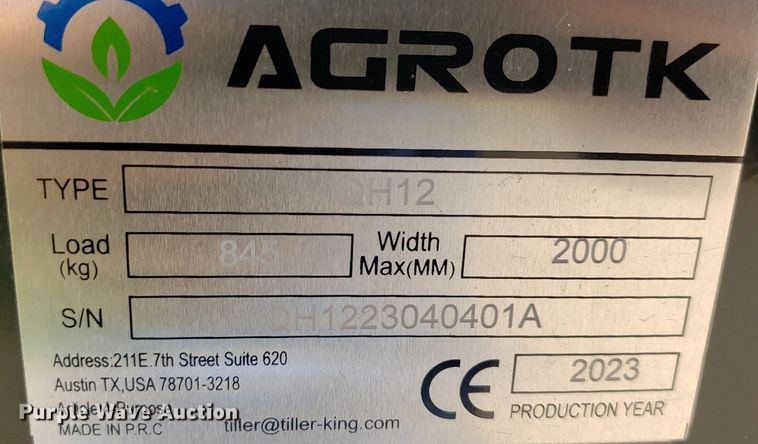 AGROTK
TYPE QH12
Load (kg) 845 Width Max(MM) 2000
S/N QH1223040401A
Address:211E.7th Street Suite 620
Austin TX,USA 78701-3218
2023
PRODUCTION YEAR
CE
MADE IN P.R.C
tiller@tiller-king.com
Purple Wave Auction